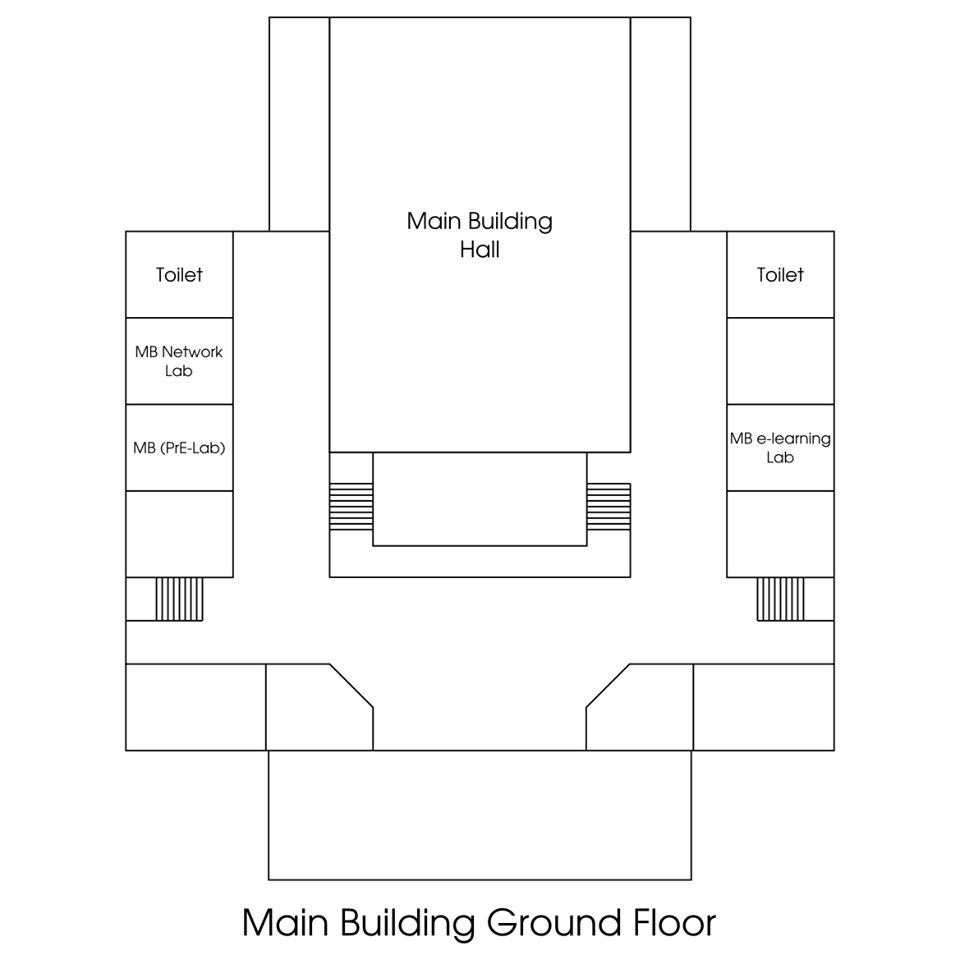 Main Building
Hall
Toilet
Toilet
MB Network
Lab
MB (PrE-Lab)
MB e-learning
Lab
Main Building Ground Floor